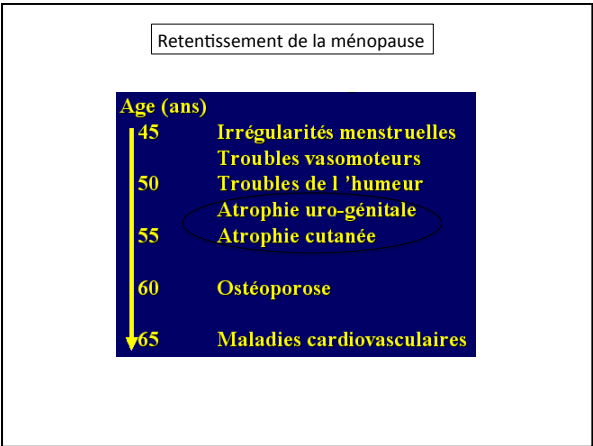 Retentissement de la ménopause
Age (ans)
45 Irrégularités menstruelles
Troubles vasomoteurs
50 Troubles de l ’humeur
Atrophie uro-génitale
55 Atrophie cutanée
60 Ostéoporose
65 Maladies cardiovasculaires